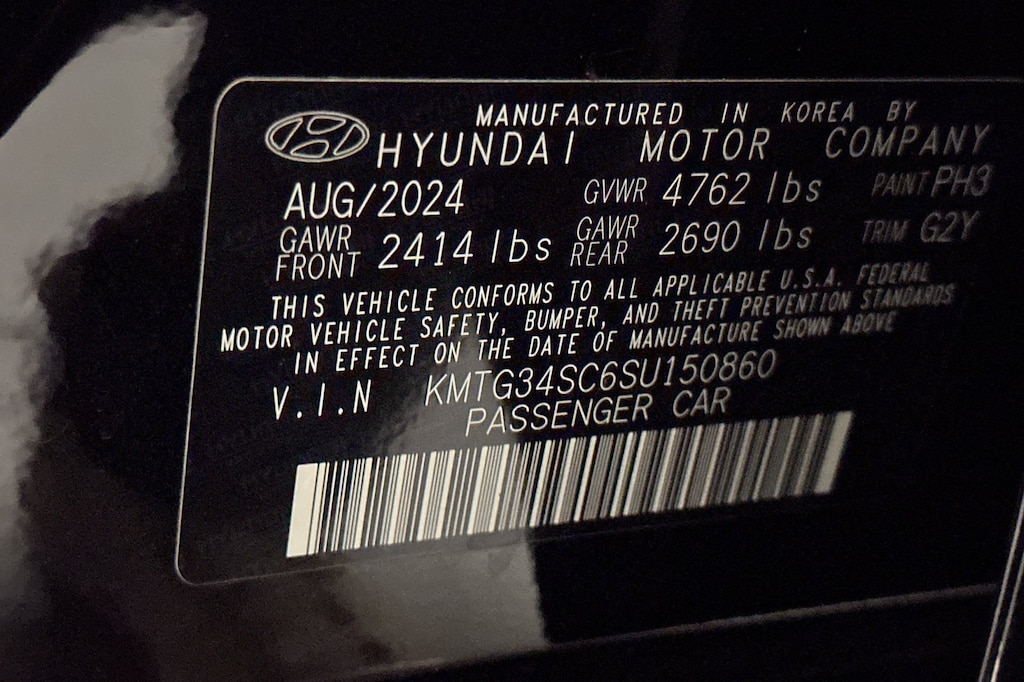 MANUFACTURED IN KOREA BY
HYUNDAI MOTOR COMPANY
AUG/2024 GVWR 4762 lbs PAINT PH3
GAWR FRONT 2414 lbs GAWR REAR 2690 lbs TRIM G2Y
THIS VEHICLE CONFORMS TO ALL APPLICABLE U.S.A. FEDERAL
MOTOR VEHICLE SAFETY, BUMPER, AND THEFT PREVENTION STANDARDS
IN EFFECT ON THE DATE OF MANUFACTURE SHOWN ABOVE
V.I.N KMTG34SC6SU150860
PASSENGER CAR